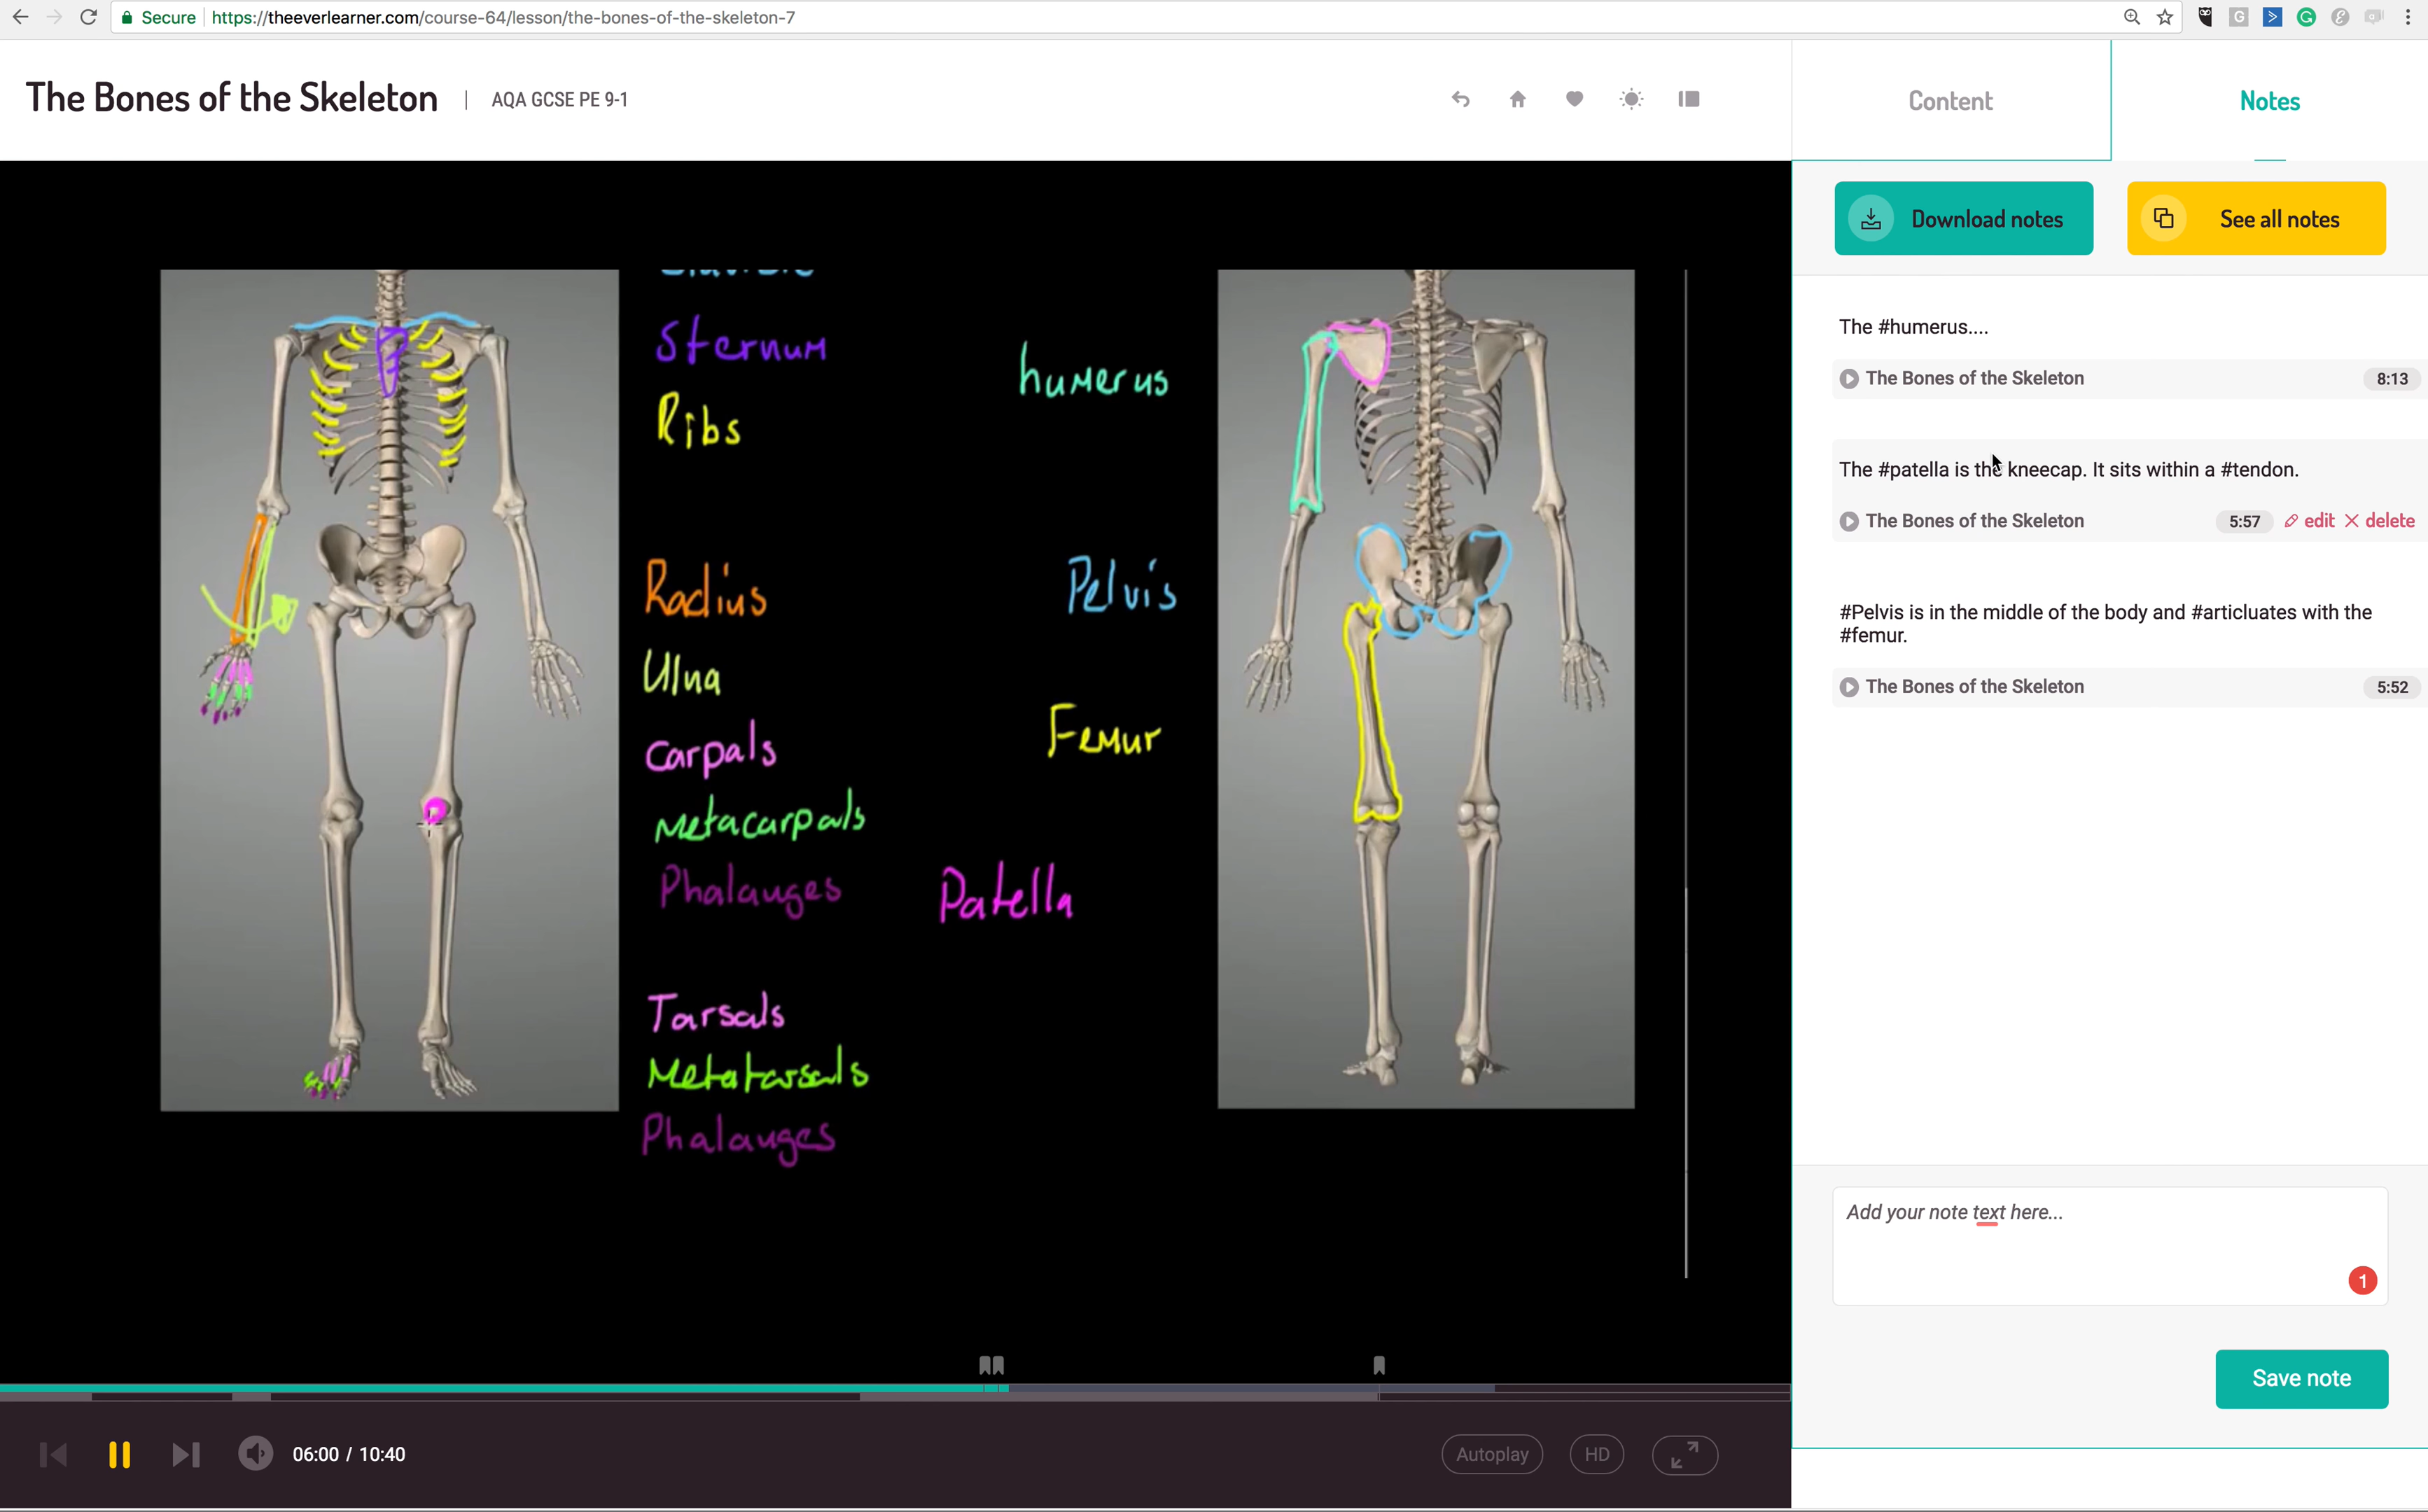 Secure https://theeverlearner.com/course-64/lesson/the-bones-of-the-skeleton-7
The Bones of the Skeleton | AQA GCSE PE 9-1
Content
Notes
Download notes
See all notes
Sternum
Ribs
Radius
Ulna
Carpals
Metacarpals
Phalanges
Tarsals
Metatarsals
Phalanges
humerus
Pelvis
Femur
Patella
The #humerus....
The Bones of the Skeleton 8:13
The #patella is the kneecap. It sits within a #tendon.
The Bones of the Skeleton 5:57 edit delete
#Pelvis is in the middle of the body and #articluates with the
#femur.
The Bones of the Skeleton 5:52
Add your note text here...
1
Save note
06:00 / 10:40
Autoplay
HD